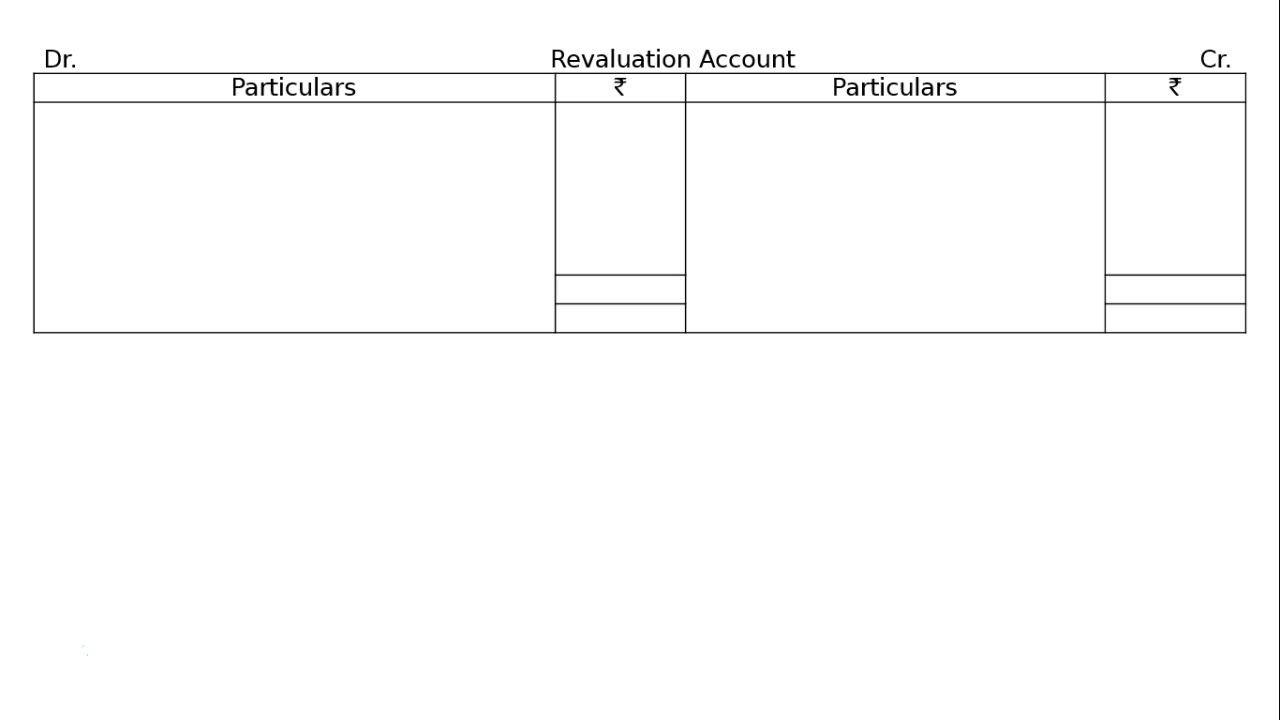 Dr. Revaluation Account Cr.
Particulars ₹ Particulars ₹